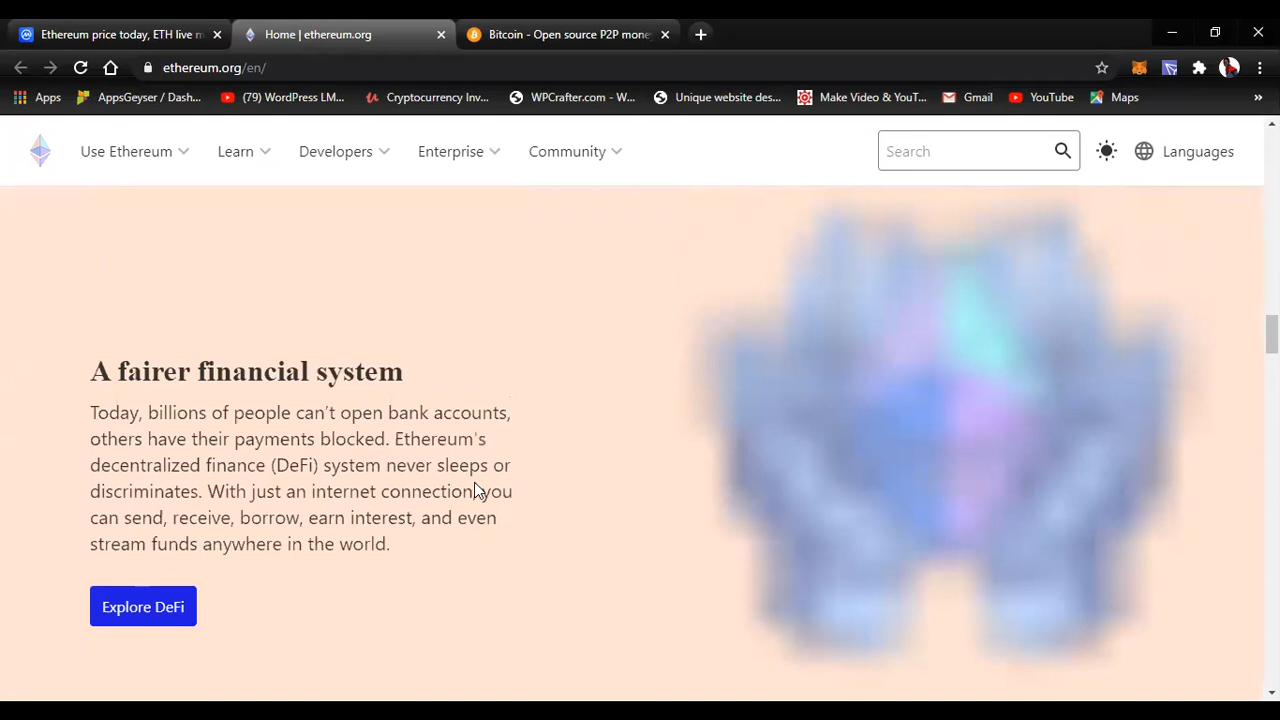 Ethereum price today, ETH live m
Home | ethereum.org
Bitcoin - Open source P2P mone
ethereum.org/en/
Apps
AppsGeyser / Dash...
(79) WordPress LM...
Cryptocurrency Inv...
WPCrafter.com - W...
Unique website des...
Make Video & YouT...
Gmail
YouTube
Maps
»
Use Ethereum
Learn
Developers
Enterprise
Community
Search
Languages
A fairer financial system
Today, billions of people can't open bank accounts,
others have their payments blocked. Ethereum's
decentralized finance (DeFi) system never sleeps or
discriminates. With just an internet connection, you
can send, receive, borrow, earn interest, and even
stream funds anywhere in the world.
Explore DeFi